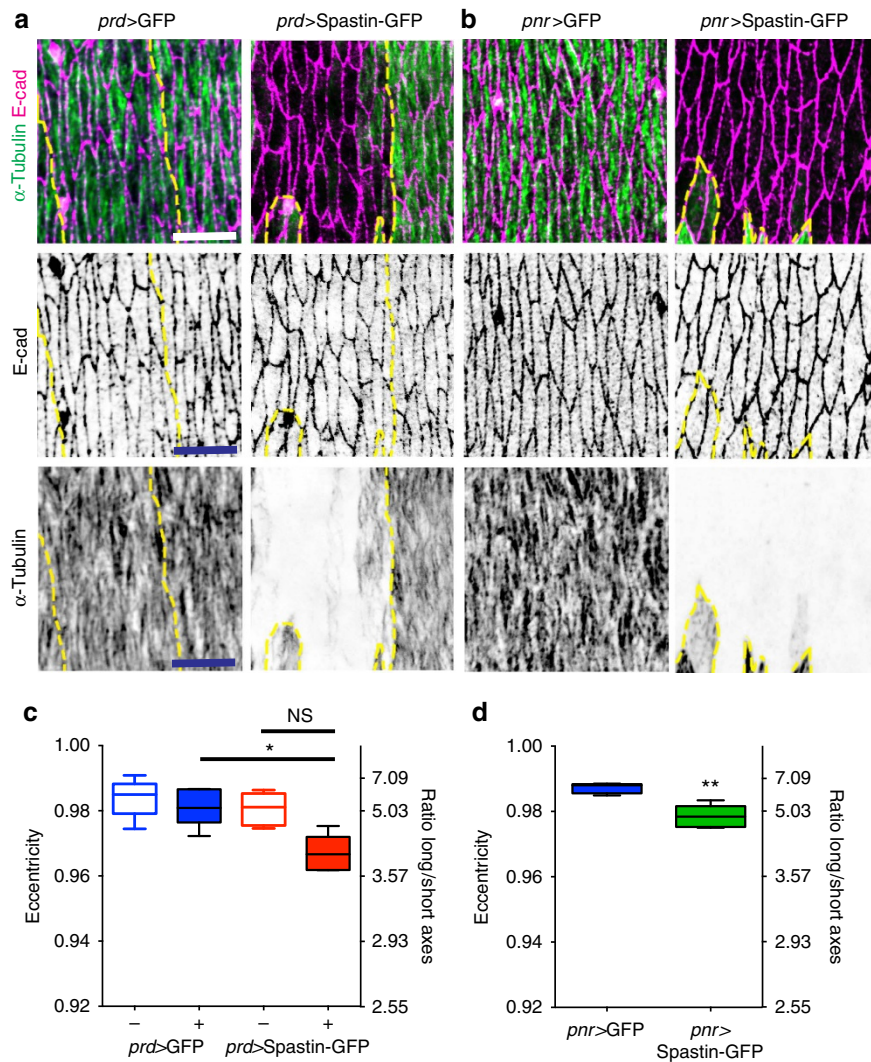 a
prd>GFP
prd>Spastin-GFP
b
pnr>GFP
pnr>Spastin-GFP
α-Tubulin E-cad
E-cad
α-Tubulin
c
NS
*
1.00
0.98
0.96
0.94
0.92
Eccentricity
7.09
5.03
3.57
2.93
2.55
Ratio long/short axes
– + – +
prd>GFP prd>Spastin-GFP
d
**
1.00
0.98
0.96
0.94
0.92
Eccentricity
7.09
5.03
3.57
2.93
2.55
Ratio long/short axes
pnr>GFP
pnr>
Spastin-GFP